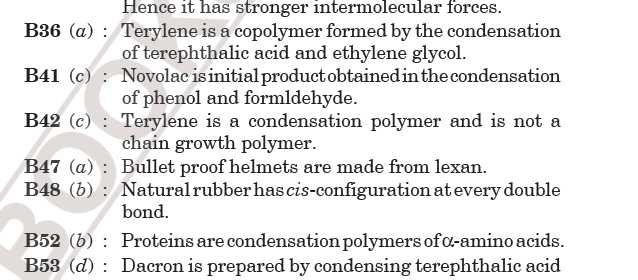 Hence it has stronger intermolecular forces.
B36 (a) : Terylene is a copolymer formed by the condensation
of terephthalic acid and ethylene glycol.
B41 (c) : Novolac is initial product obtained in the condensation
of phenol and formldehyde.
B42 (c) : Terylene is a condensation polymer and is not a
chain growth polymer.
B47 (a) : Bullet proof helmets are made from lexan.
B48 (b) : Natural rubber has cis-configuration at every double
bond.
B52 (b) : Proteins are condensation polymers of α-amino acids.
B53 (d) : Dacron is prepared by condensing terephthalic acid
BOOK